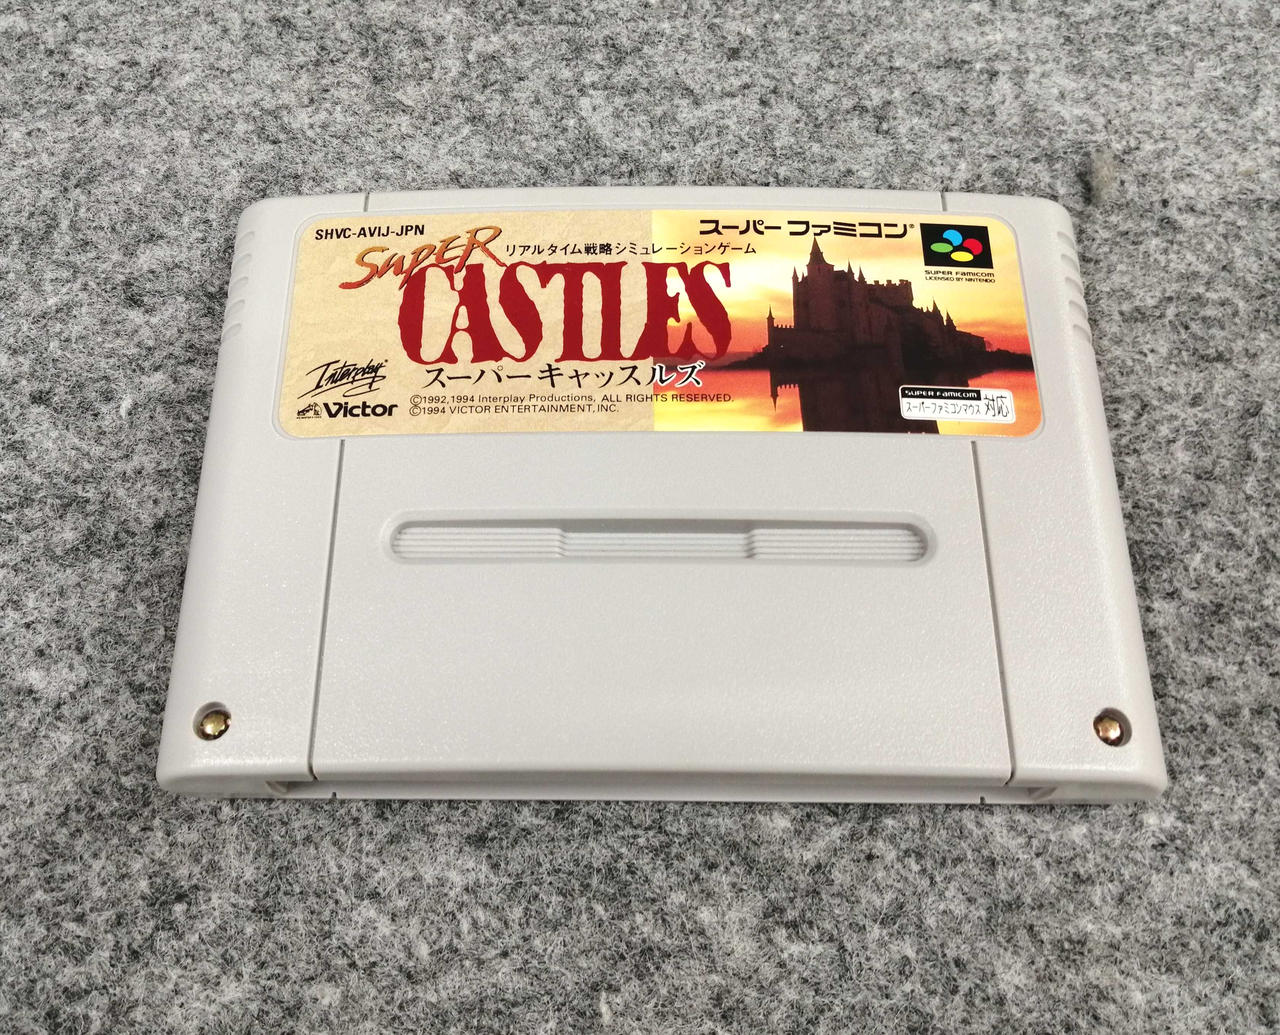 SHVC-AVIJ-JPN
スーパーファミコン®
SUPER
リアルタイム戦略シミュレーションゲーム
CASTLES
SUPER FAMICOM
LICENSED BY NINTENDO
スーパーキャッスルズ
Interplay®
Victor
©1992,1994 Interplay Productions, ALL RIGHTS RESERVED.
©1994 VICTOR ENTERTAINMENT, INC.
SUPER FAMICOM
スーパーファミコンマウス 対応